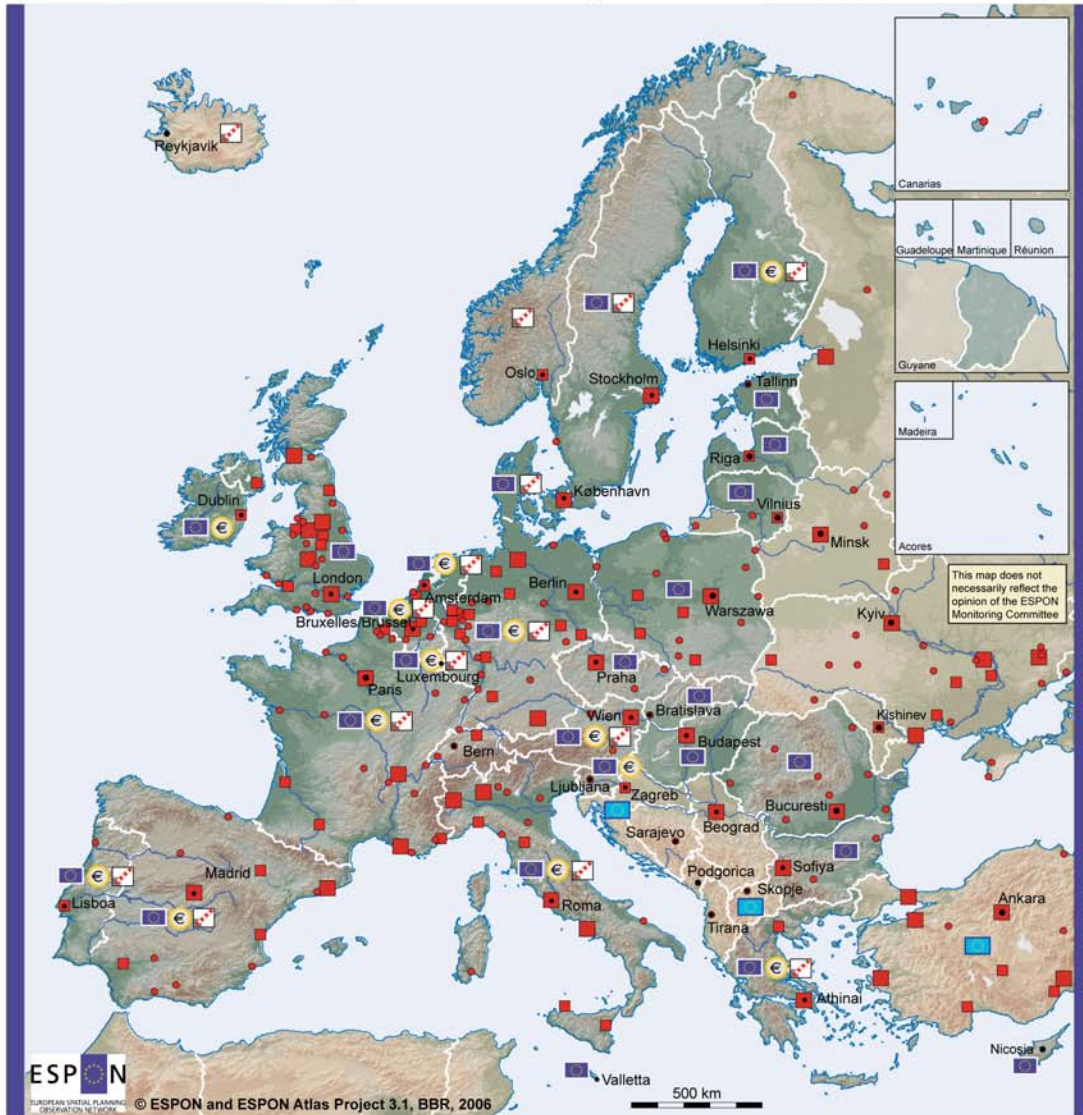 Reykjavik
Canarias
Guadeloupe
Martinique
Réunion
€
Helsinki
Guyane
Oslo
Stockholm
Tallinn
Madeira
Riga
Dublin
København
Vilnius
€
Minsk
Acores
€
London
Berlin
Amsterdam
Warszawa
This map does not
necessarily reflect the
opinion of the ESPON
Monitoring Committee
€
Bruxelles/Brussel
€
Kyiv
€
Luxembourg
Praha
Paris
€
Wien
Bratislava
Kishinev
€
Budapest
Bern
€
Ljubljana
Zagreb
Bucuresti
Beograd
Sarajevo
Madrid
€
€
Podgorica
Sofiya
Skopje
Lisboa
€
Roma
Ankara
Tirana
€
Athinai
Nicosia
Valletta
500 km
ESPON
EUROPEAN SPATIAL PLANNING
OBSERVATION NETWORK
© ESPON and ESPON Atlas Project 3.1, BBR, 2006